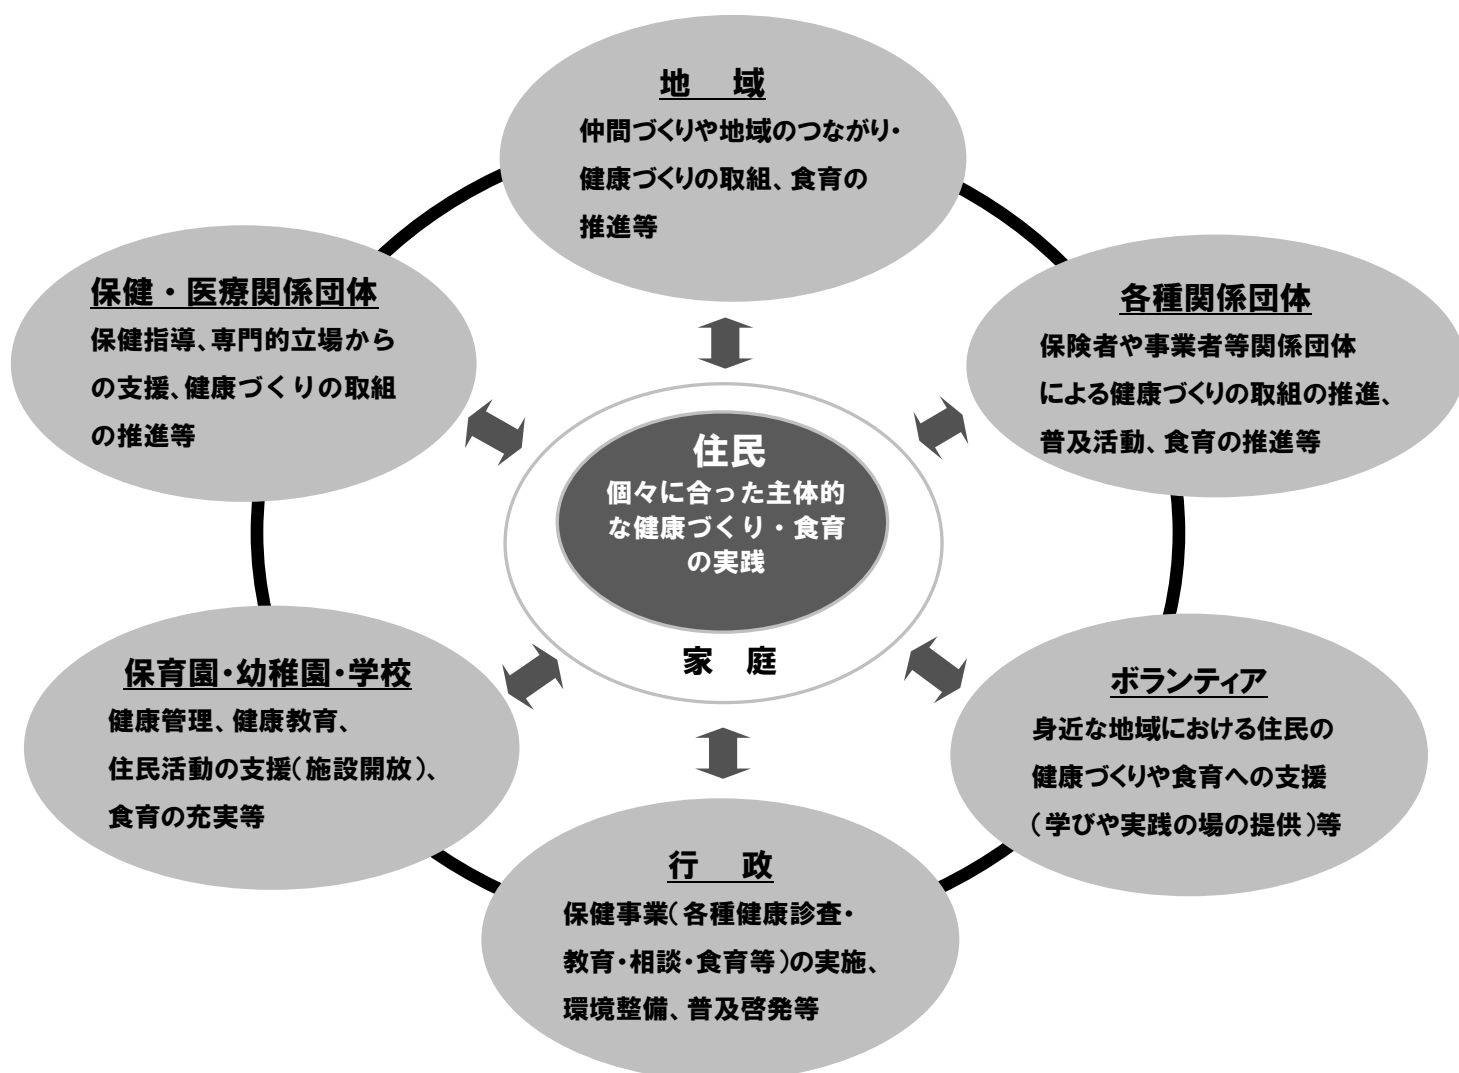 地　域
仲間づくりや地域のつながり・
健康づくりの取組、食育の
推進等
保健・医療関係団体
保健指導、専門的立場から
の支援、健康づくりの取組
の推進等
各種関係団体
保険者や事業者等関係団体
による健康づくりの取組の推進、
普及活動、食育の推進等
住民
個々に合った主体的
な健康づくり・食育
の実践
家　庭
保育園・幼稚園・学校
健康管理、健康教育、
住民活動の支援（施設開放）、
食育の充実等
ボランティア
身近な地域における住民の
健康づくりや食育への支援
（学びや実践の場の提供）等
行　政
保健事業（各種健康診査・
教育・相談・食育等）の実施、
環境整備、普及啓発等